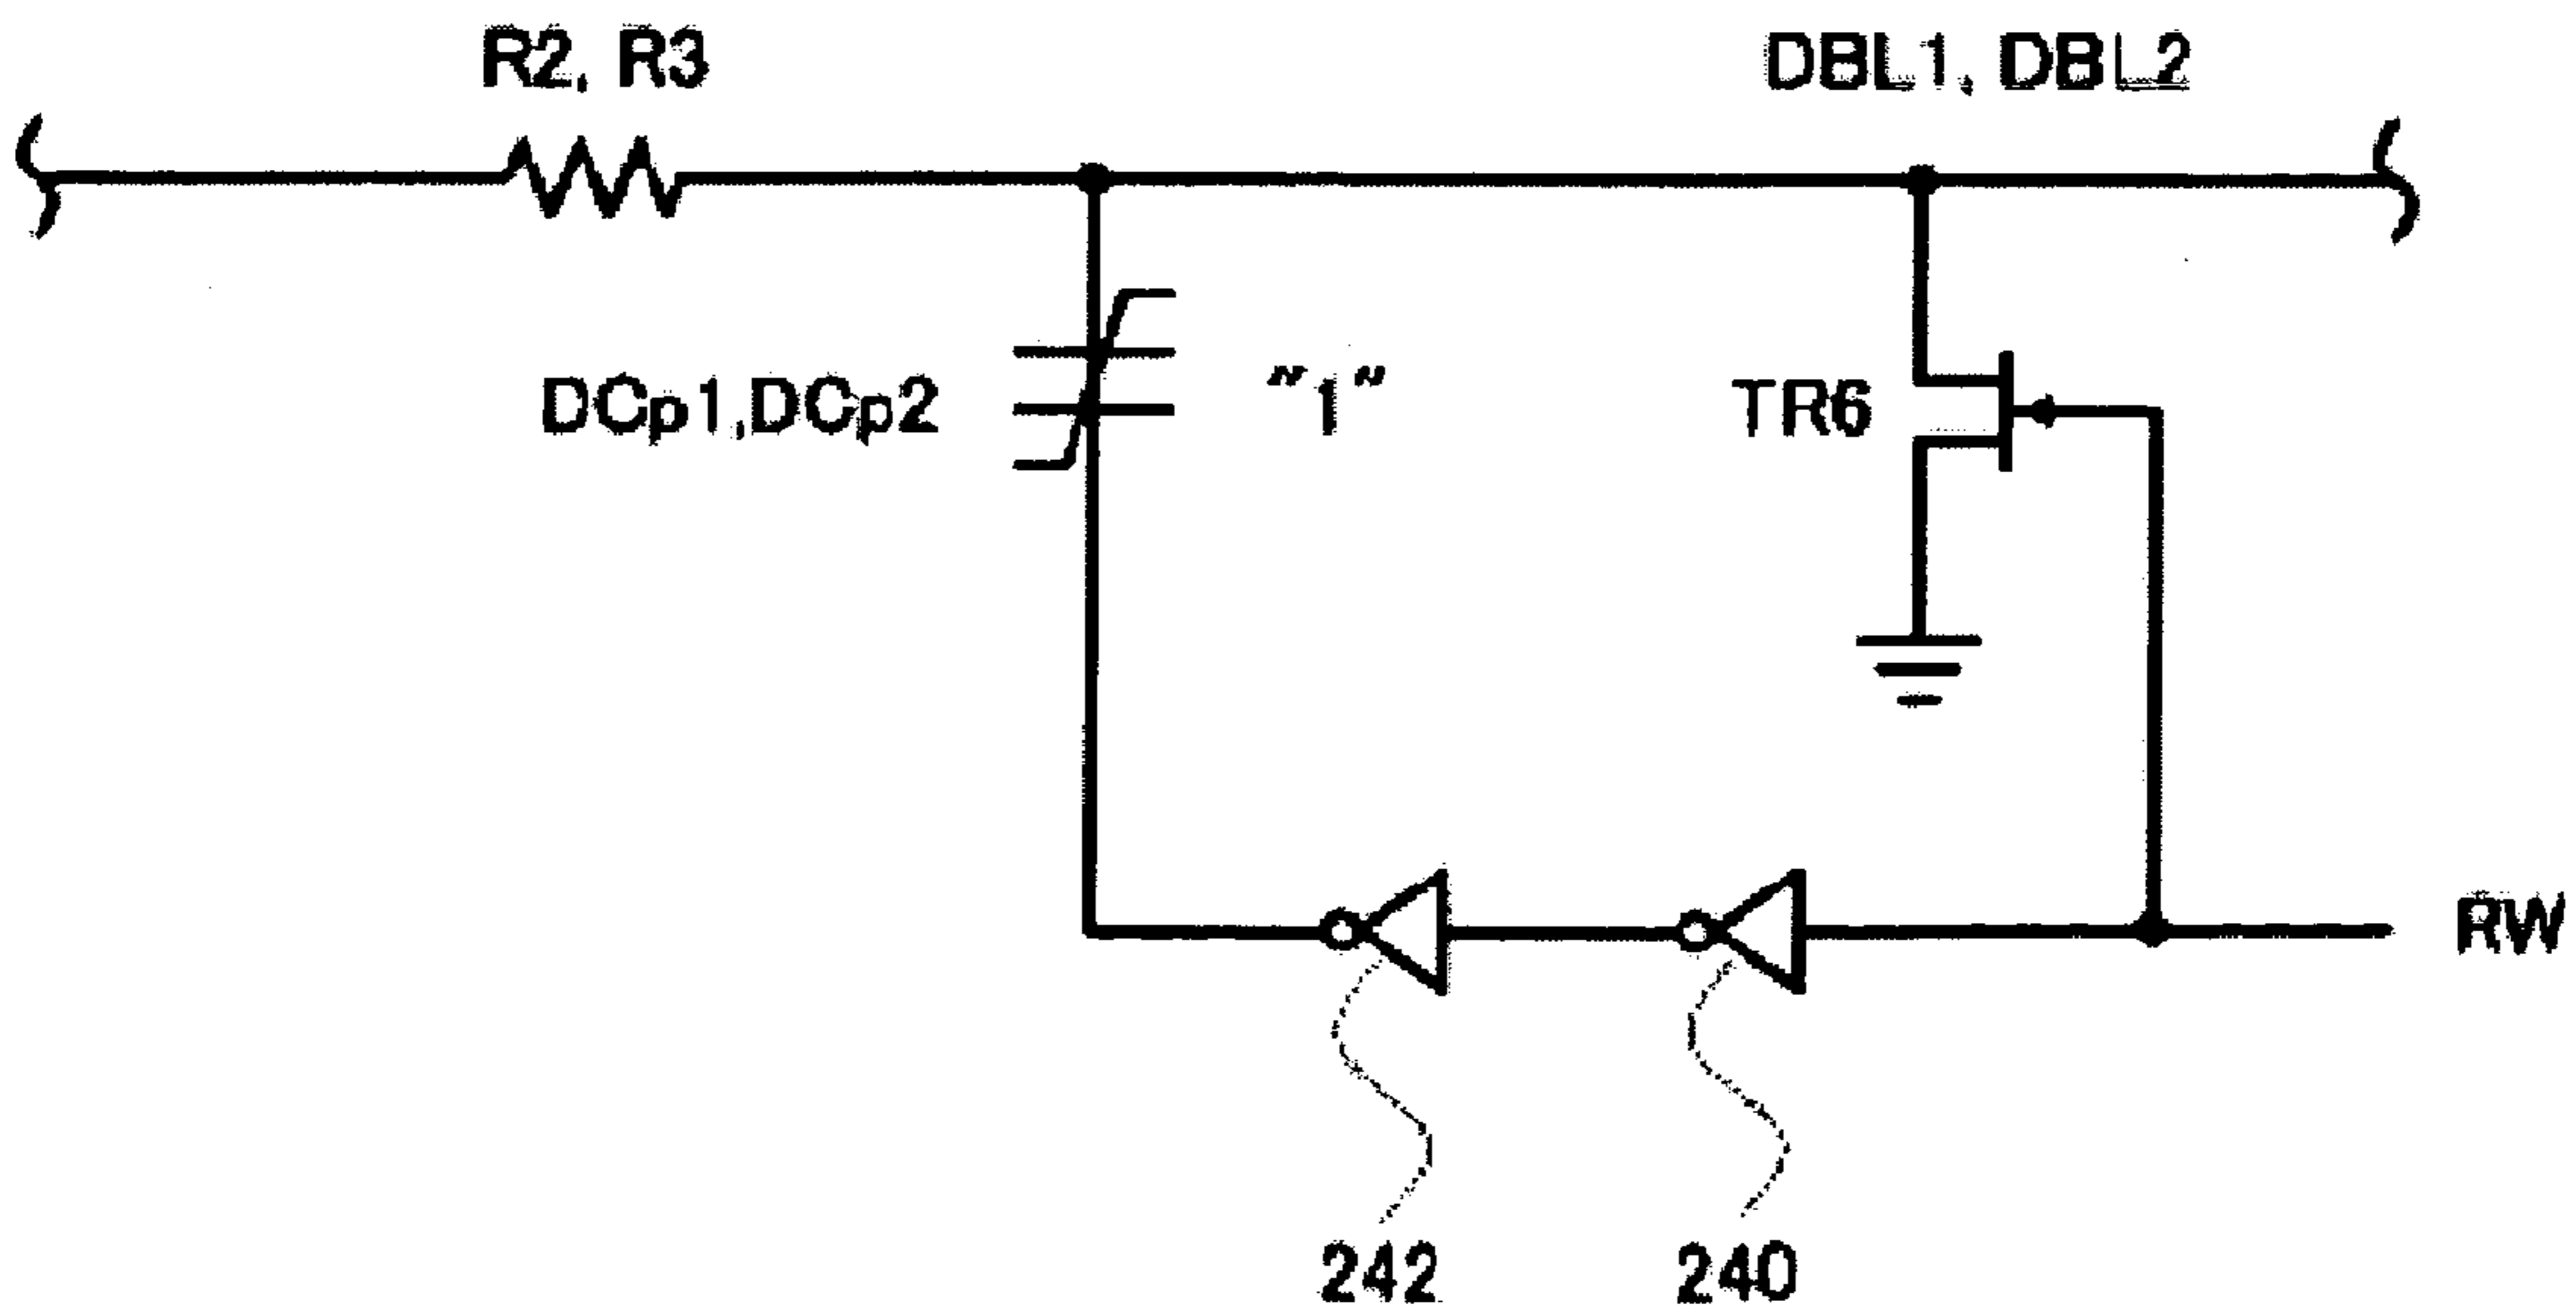 R2, R3
DBL1, DBL2
DCp1,DCp2
"1"
TR6
RW
242
240